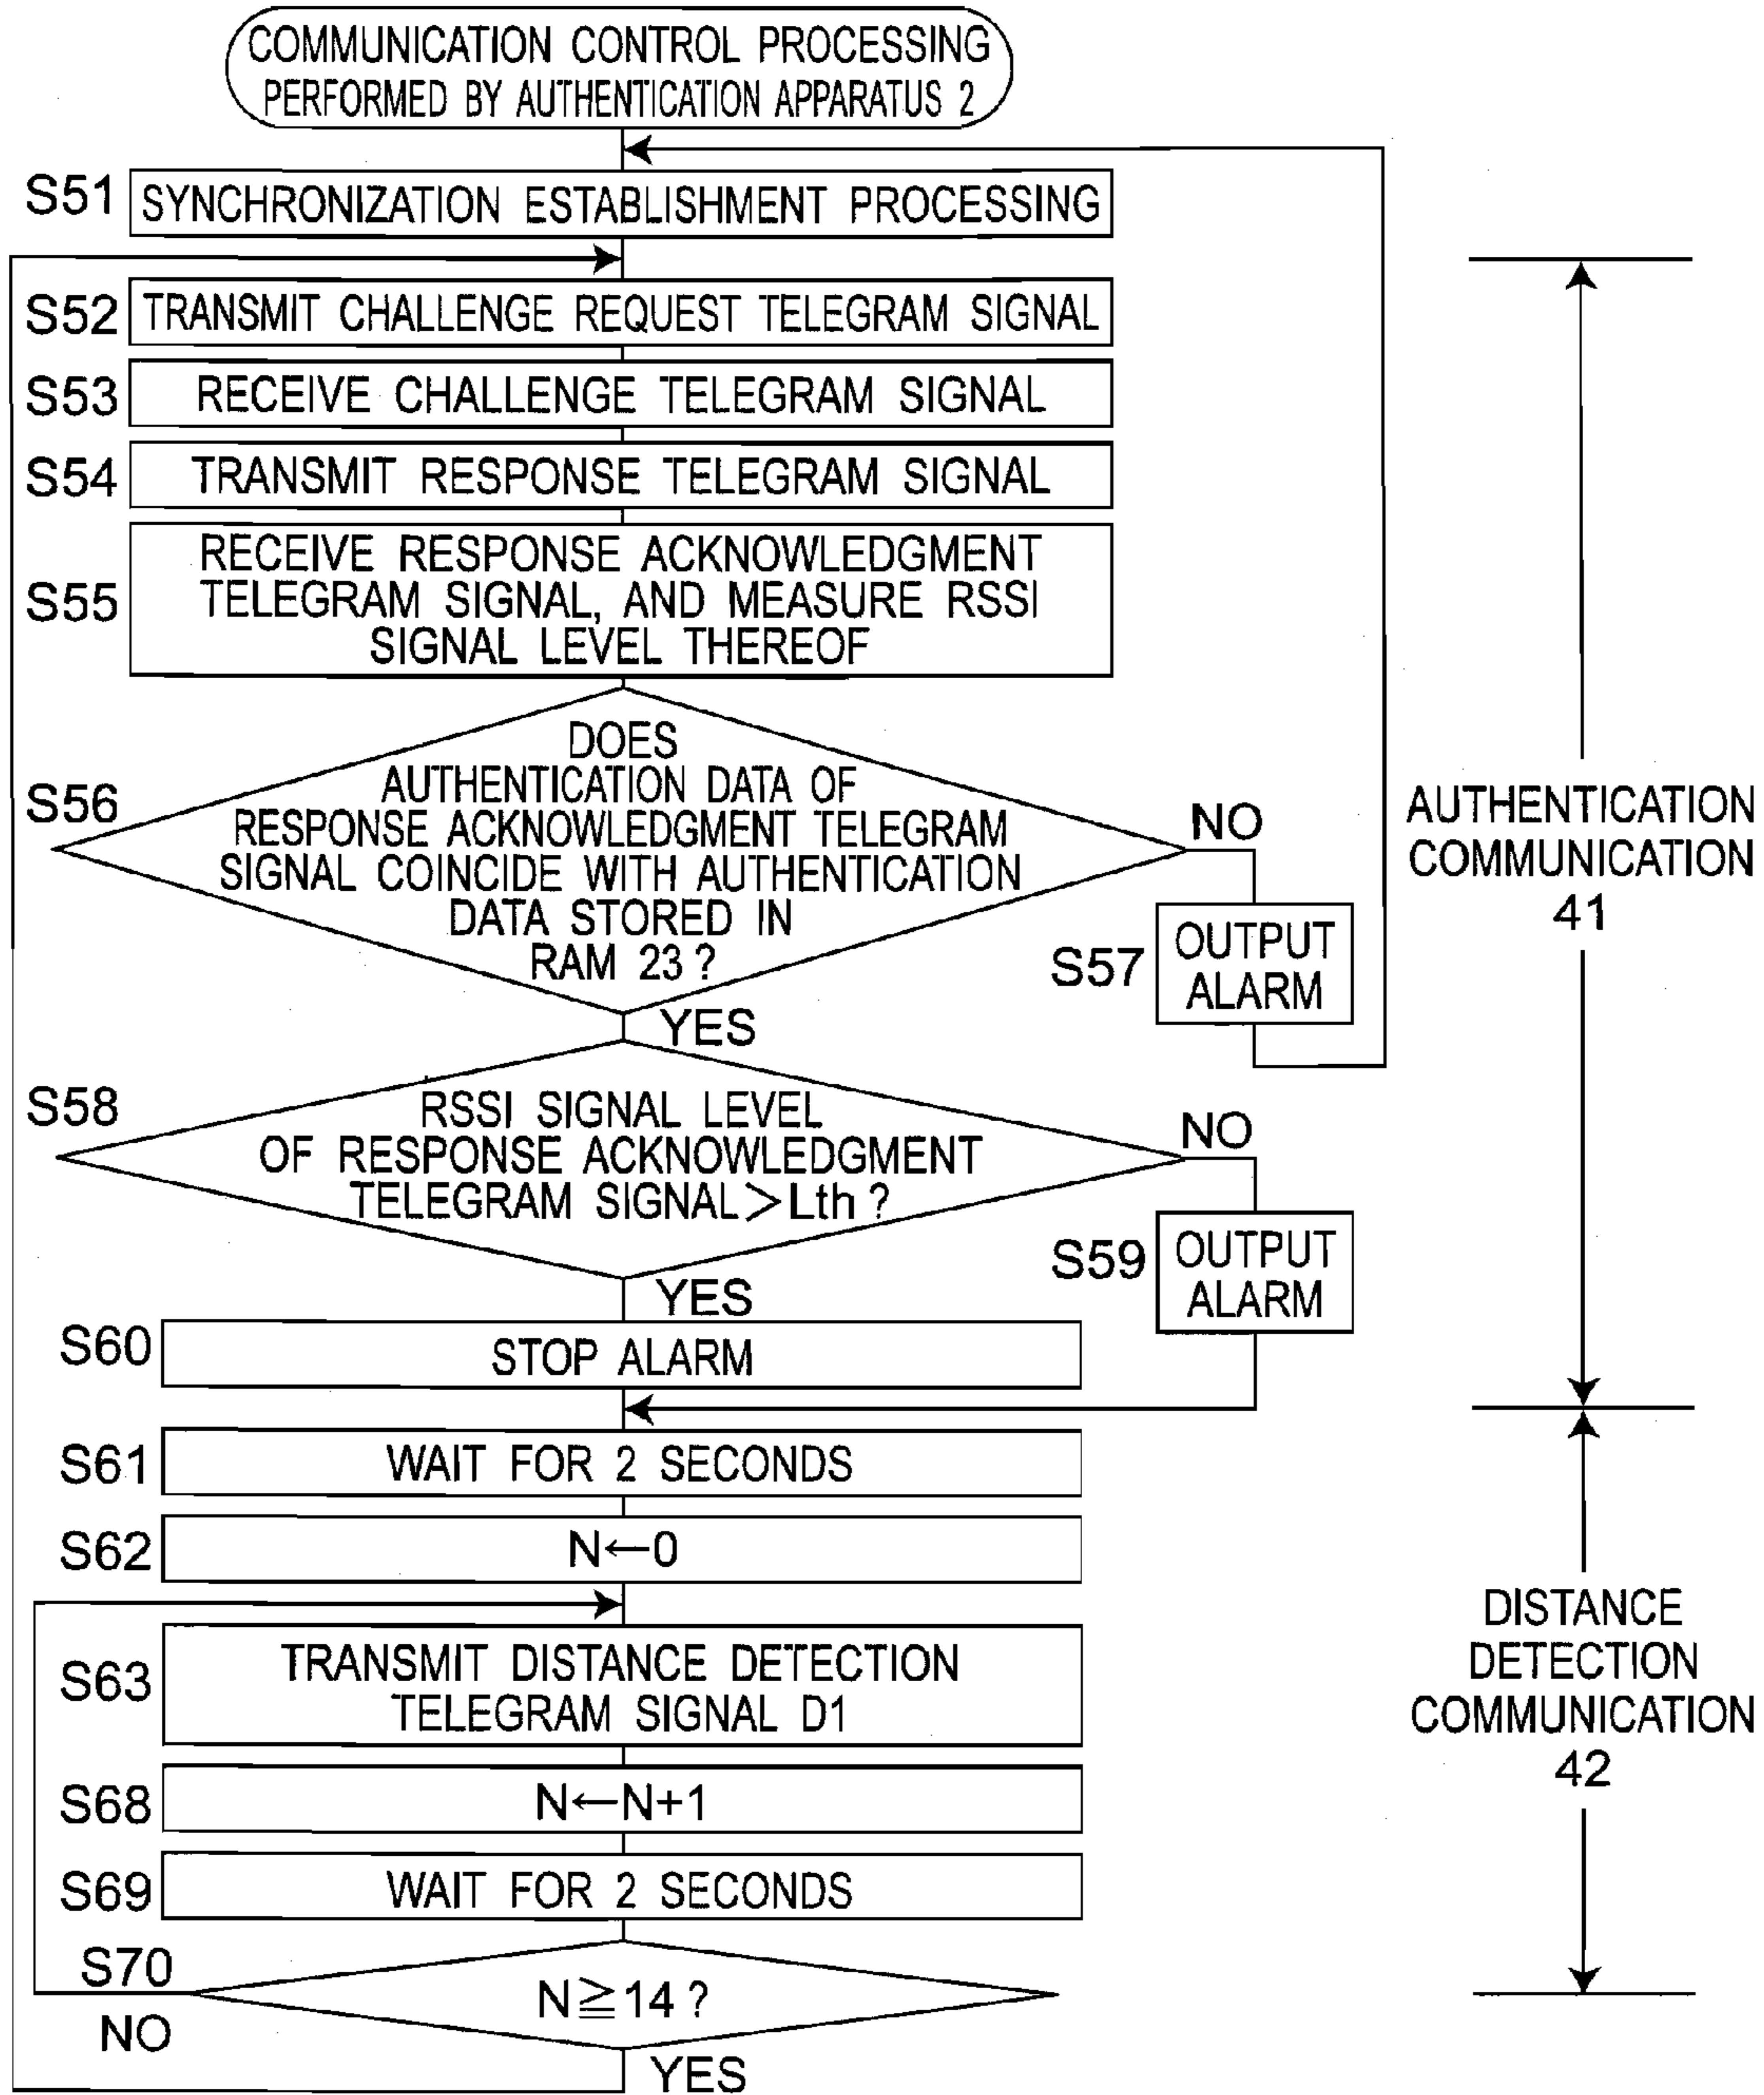 COMMUNICATION CONTROL PROCESSING
PERFORMED BY AUTHENTICATION APPARATUS 2
S51
SYNCHRONIZATION ESTABLISHMENT PROCESSING
S52
TRANSMIT CHALLENGE REQUEST TELEGRAM SIGNAL
S53
RECEIVE CHALLENGE TELEGRAM SIGNAL
S54
TRANSMIT RESPONSE TELEGRAM SIGNAL
S55
RECEIVE RESPONSE ACKNOWLEDGMENT
TELEGRAM SIGNAL, AND MEASURE RSSI
SIGNAL LEVEL THEREOF
S56
DOES
AUTHENTICATION DATA OF
RESPONSE ACKNOWLEDGMENT TELEGRAM
SIGNAL COINCIDE WITH AUTHENTICATION
DATA STORED IN
RAM 23?
NO
S57
OUTPUT
ALARM
YES
S58
RSSI SIGNAL LEVEL
OF RESPONSE ACKNOWLEDGMENT
TELEGRAM SIGNAL>Lth?
NO
S59
OUTPUT
ALARM
YES
S60
STOP ALARM
AUTHENTICATION
COMMUNICATION
41
S61
WAIT FOR 2 SECONDS
S62
N←0
S63
TRANSMIT DISTANCE DETECTION
TELEGRAM SIGNAL D1
S68
N←N+1
S69
WAIT FOR 2 SECONDS
S70
N≧14?
NO
YES
DISTANCE
DETECTION
COMMUNICATION
42